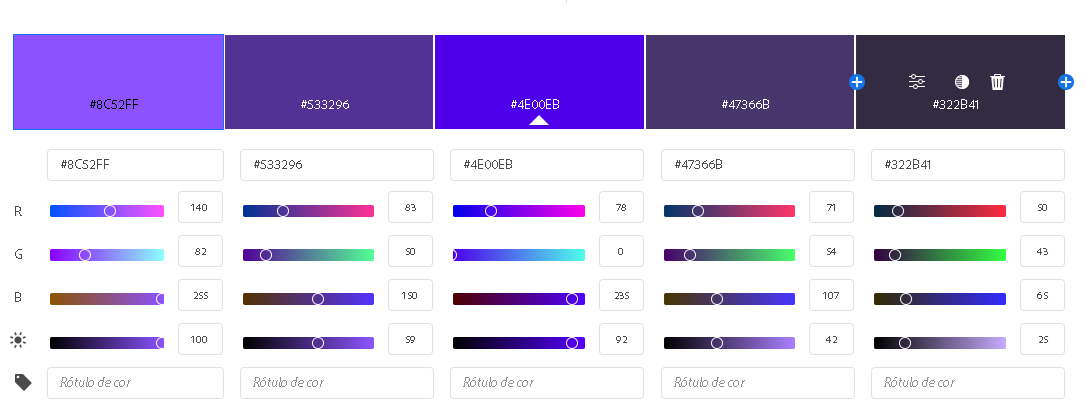 #8C52FF #533296 #4E00EB #47366B #322B41
#8C52FF #533296 #4E00EB #47366B #322B41
R 140 83 78 71 50
G 82 50 0 54 43
B 255 150 235 107 65
100 59 92 42 25
Rótulo de cor Rótulo de cor Rótulo de cor Rótulo de cor Rótulo de cor